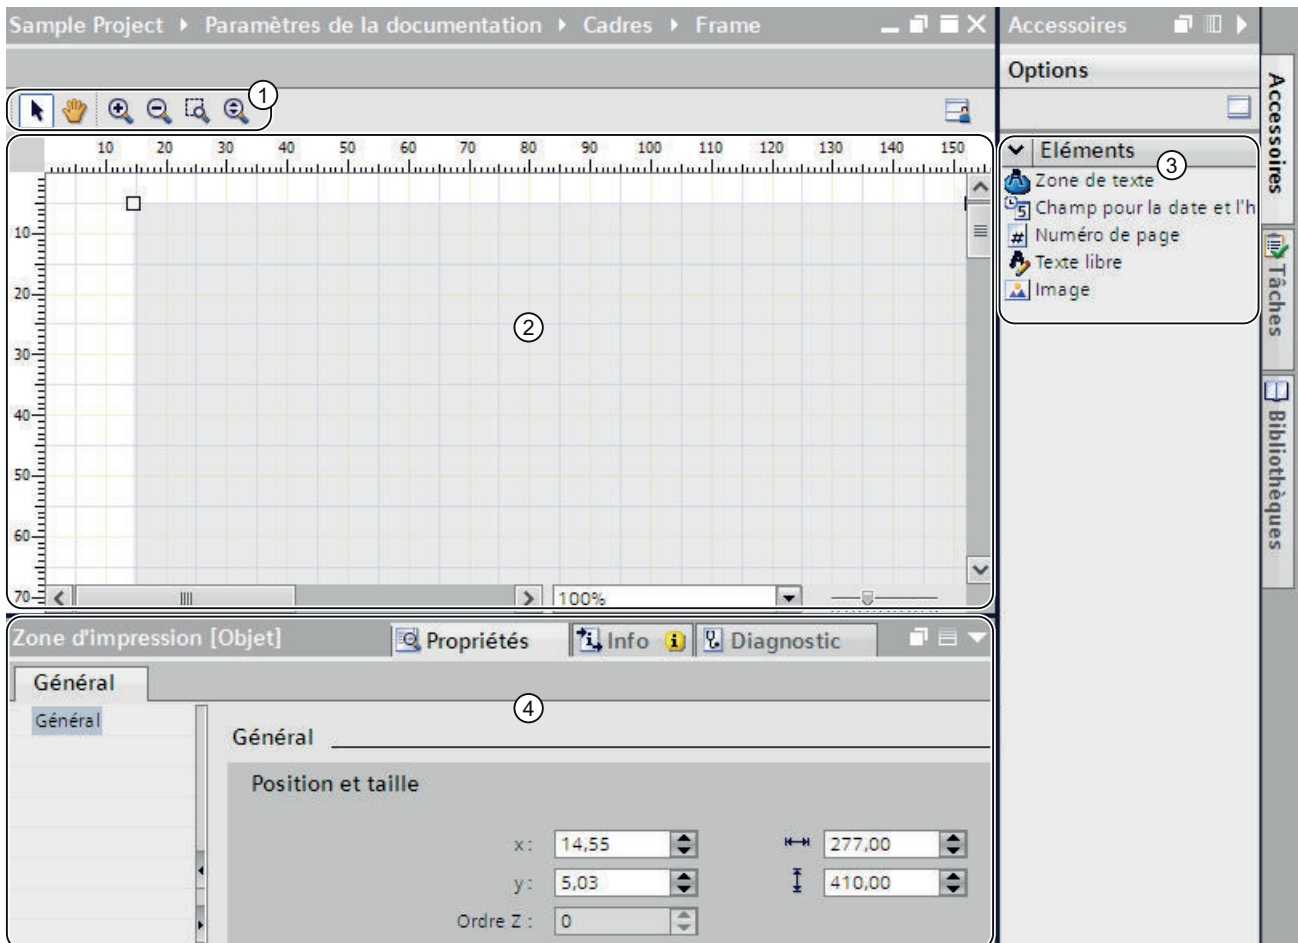 Sample Project ▸ Paramètres de la documentation ▸ Cadres ▸ Frame
Accessoires
Options
1
10 20 30 40 50 60 70 80 90 100 110 120 130 140 150
10
20
30
40
50
60
70
2
100%
Eléments
3
Zone de texte
Champ pour la date et l'h
Numéro de page
Texte libre
Image
Accessoires
Tâches
Bibliothèques
Zone d'impression [Objet]
Propriétés
Info
Diagnostic
Général
Général
4
Général
Position et taille
x: 14,55 277,00
y: 5,03 410,00
Ordre Z : 0